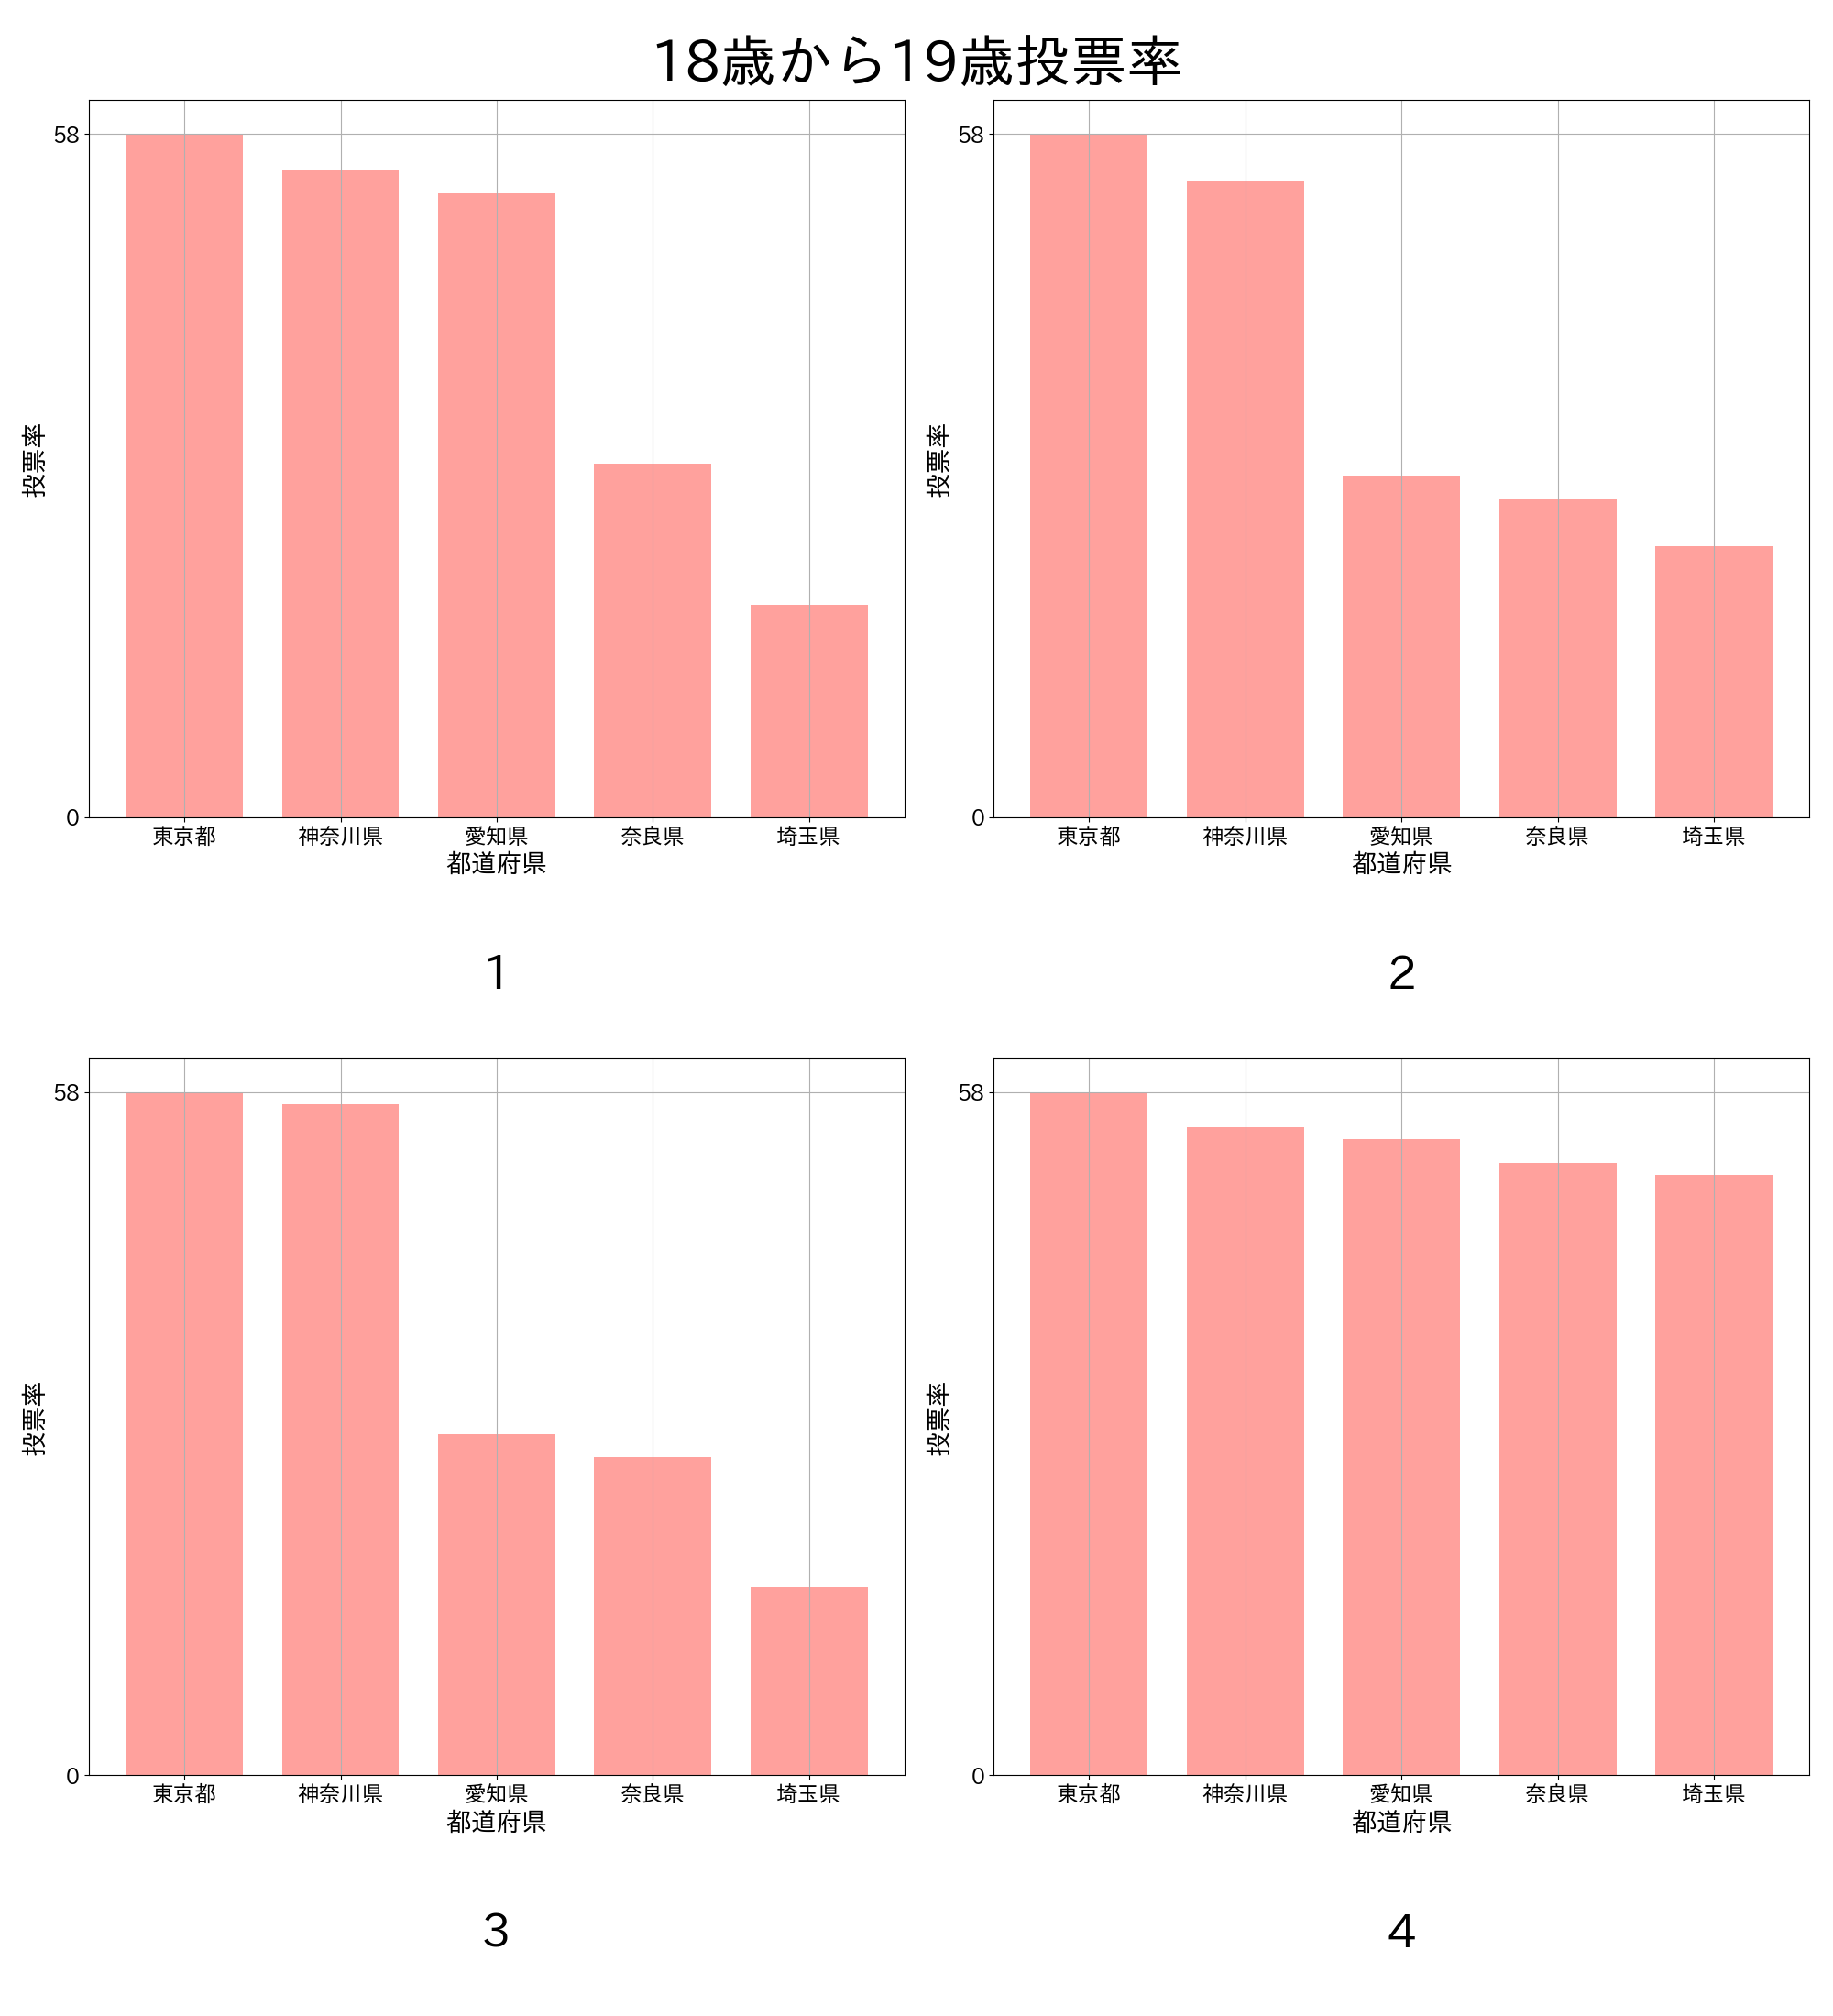 18歳から19歳投票率
58
0
投票率
東京都 神奈川県 愛知県 奈良県 埼玉県
都道府県
1
58
0
投票率
東京都 神奈川県 愛知県 奈良県 埼玉県
都道府県
2
58
0
投票率
東京都 神奈川県 愛知県 奈良県 埼玉県
都道府県
3
58
0
投票率
東京都 神奈川県 愛知県 奈良県 埼玉県
都道府県
4